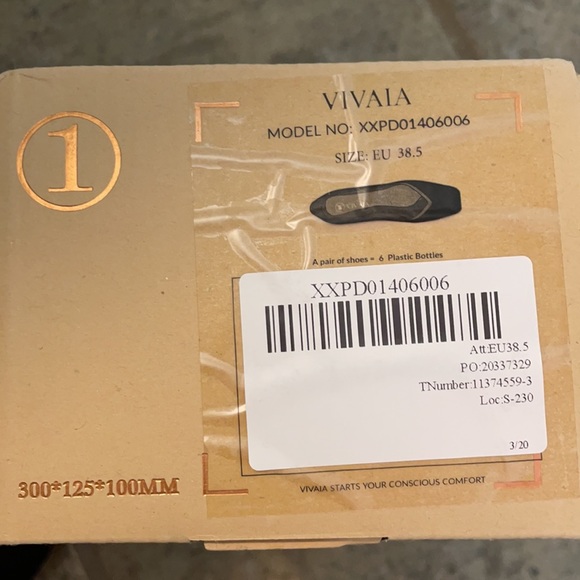 1
VIVAIA
MODEL NO: XXPD01406006
SIZE: EU 38.5
A pair of shoes = 6 Plastic Bottles
XXPD01406006
Att:EU38.5
PO:20337329
TNumber:11374559-3
Loc:S-230
3/20
300*125*100MM
VIVAIA STARTS YOUR CONSCIOUS COMFORT